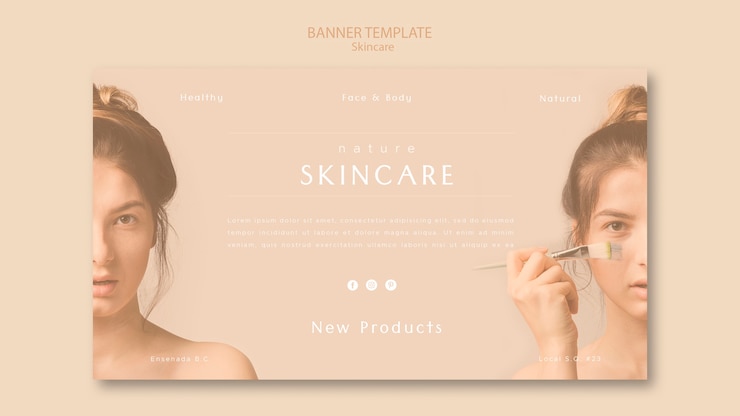 BANNER TEMPLATE
Skincare
Healthy
Face & Body
Natural
nature
SKINCARE
Lorem ipsum dolor sit amet, consectetur adipiscing elit, sed do eiusmod
tempor incididunt ut labore et dolore magna aliqua. Ut enim ad minim
veniam, quis nostrud exercitation ullamco laboris nisi ut aliquip ex ea
New Products
Ensenada B.C
Local S.C. #23